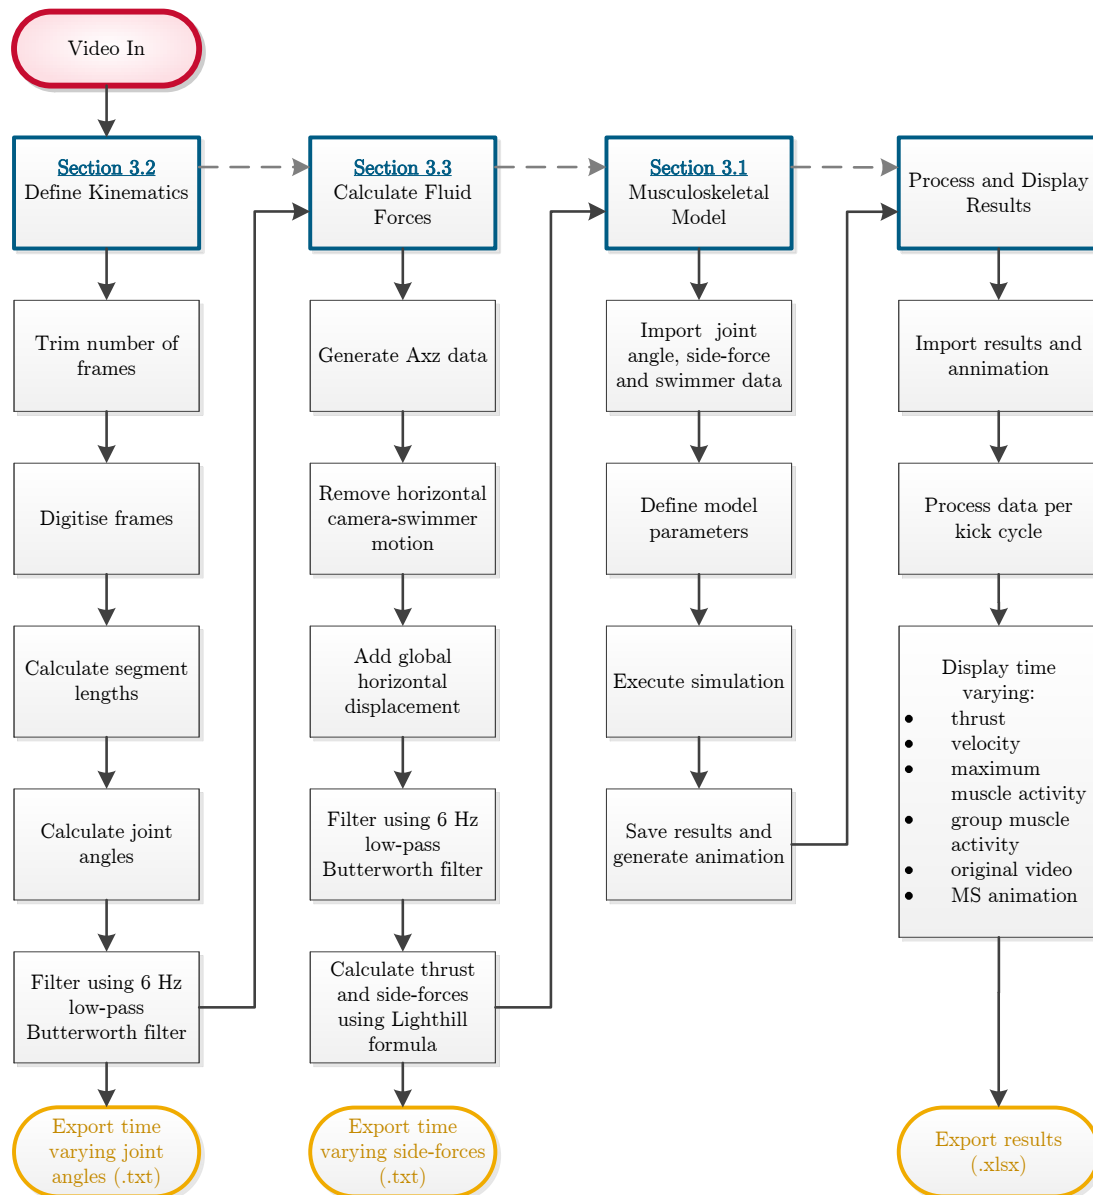 Video In
Section 3.2
Define Kinematics
Trim number of
frames
Digitise frames
Calculate segment
lengths
Calculate joint
angles
Filter using 6 Hz
low-pass
Butterworth filter
Export time
varying joint
angles (.txt)
Section 3.3
Calculate Fluid
Forces
Generate Axz data
Remove horizontal
camera-swimmer
motion
Add global
horizontal
displacement
Filter using 6 Hz
low-pass
Butterworth filter
Calculate thrust
and side-forces
using Lighthill
formula
Export time
varying side-forces
(.txt)
Section 3.1
Musculoskeletal
Model
Import joint
angle, side-force
and swimmer data
Define model
parameters
Execute simulation
Save results and
generate animation
Process and Display
Results
Import results and
annimation
Process data per
kick cycle
Display time
varying:
• thrust
• velocity
• maximum
muscle activity
• group muscle
activity
• original video
• MS animation
Export results
(.xlsx)